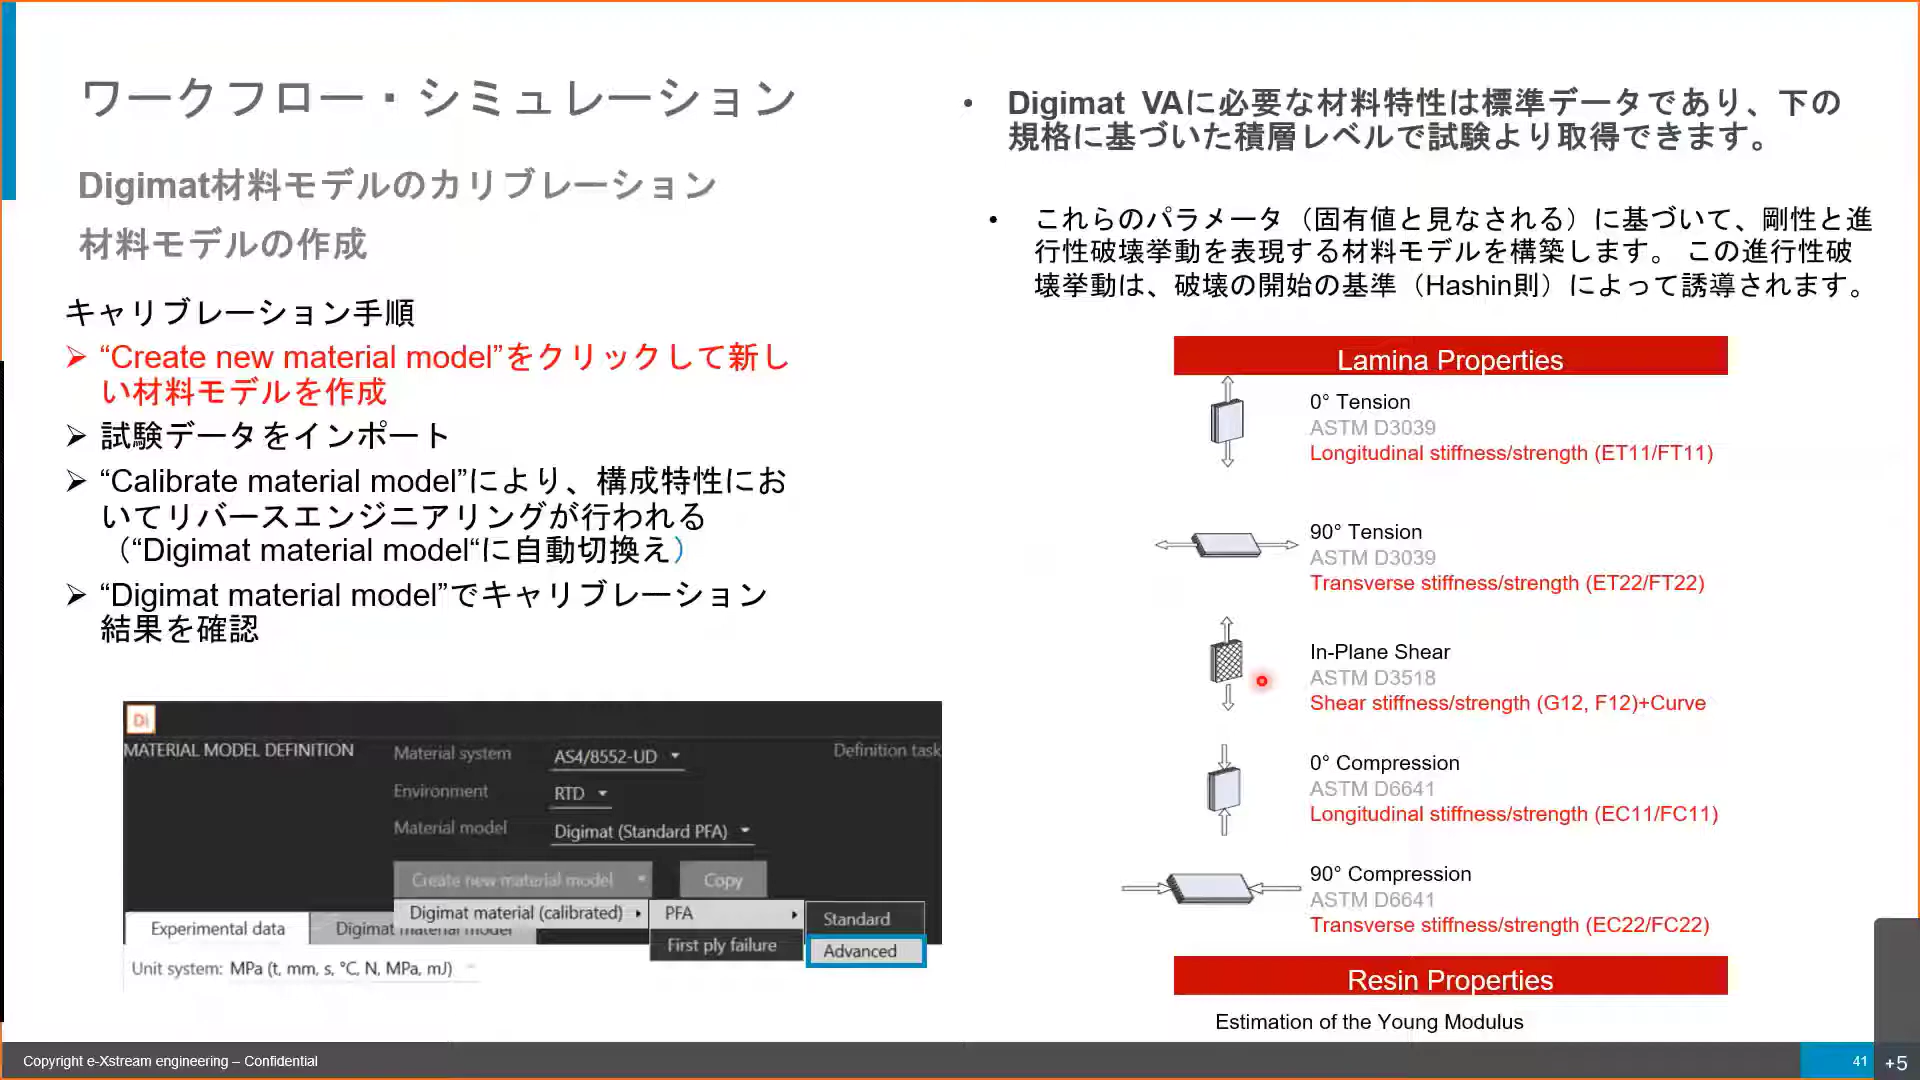 ワークフロー・シミュレーション
Digimat材料モデルのカリブレーション
材料モデルの作成
キャリブレーション手順
“Create new material model”をクリックして新し
い材料モデルを作成
試験データをインポート
“Calibrate material model”により、構成特性にお
いてリバースエンジニアリングが行われる
（“Digimat material model“に自動切換え）
“Digimat material model”でキャリブレーション
結果を確認
Di
MATERIAL MODEL DEFINITION
Material system
AS4/8552-UD
Definition task
Environment
RTD
Material model
Digimat (Standard PFA)
Create new material model
Copy
Digimat material (calibrated)
PFA
Standard
First ply failure
Advanced
Experimental data
Digimat material model
Unit system: MPa (t, mm, s, °C, N, MPa, mJ)
• Digimat VAに必要な材料特性は標準データであり、下の
規格に基づいた積層レベルで試験より取得できます。
• これらのパラメータ（固有値と見なされる）に基づいて、剛性と進
行性破壊挙動を表現する材料モデルを構築します。 この進行性破
壊挙動は、破壊の開始の基準（Hashin則）によって誘導されます。
Lamina Properties
0° Tension
ASTM D3039
Longitudinal stiffness/strength (ET11/FT11)
90° Tension
ASTM D3039
Transverse stiffness/strength (ET22/FT22)
In-Plane Shear
ASTM D3518
Shear stiffness/strength (G12, F12)+Curve
0° Compression
ASTM D6641
Longitudinal stiffness/strength (EC11/FC11)
90° Compression
ASTM D6641
Transverse stiffness/strength (EC22/FC22)
Resin Properties
Estimation of the Young Modulus
Copyright e-Xstream engineering – Confidential
41
+5